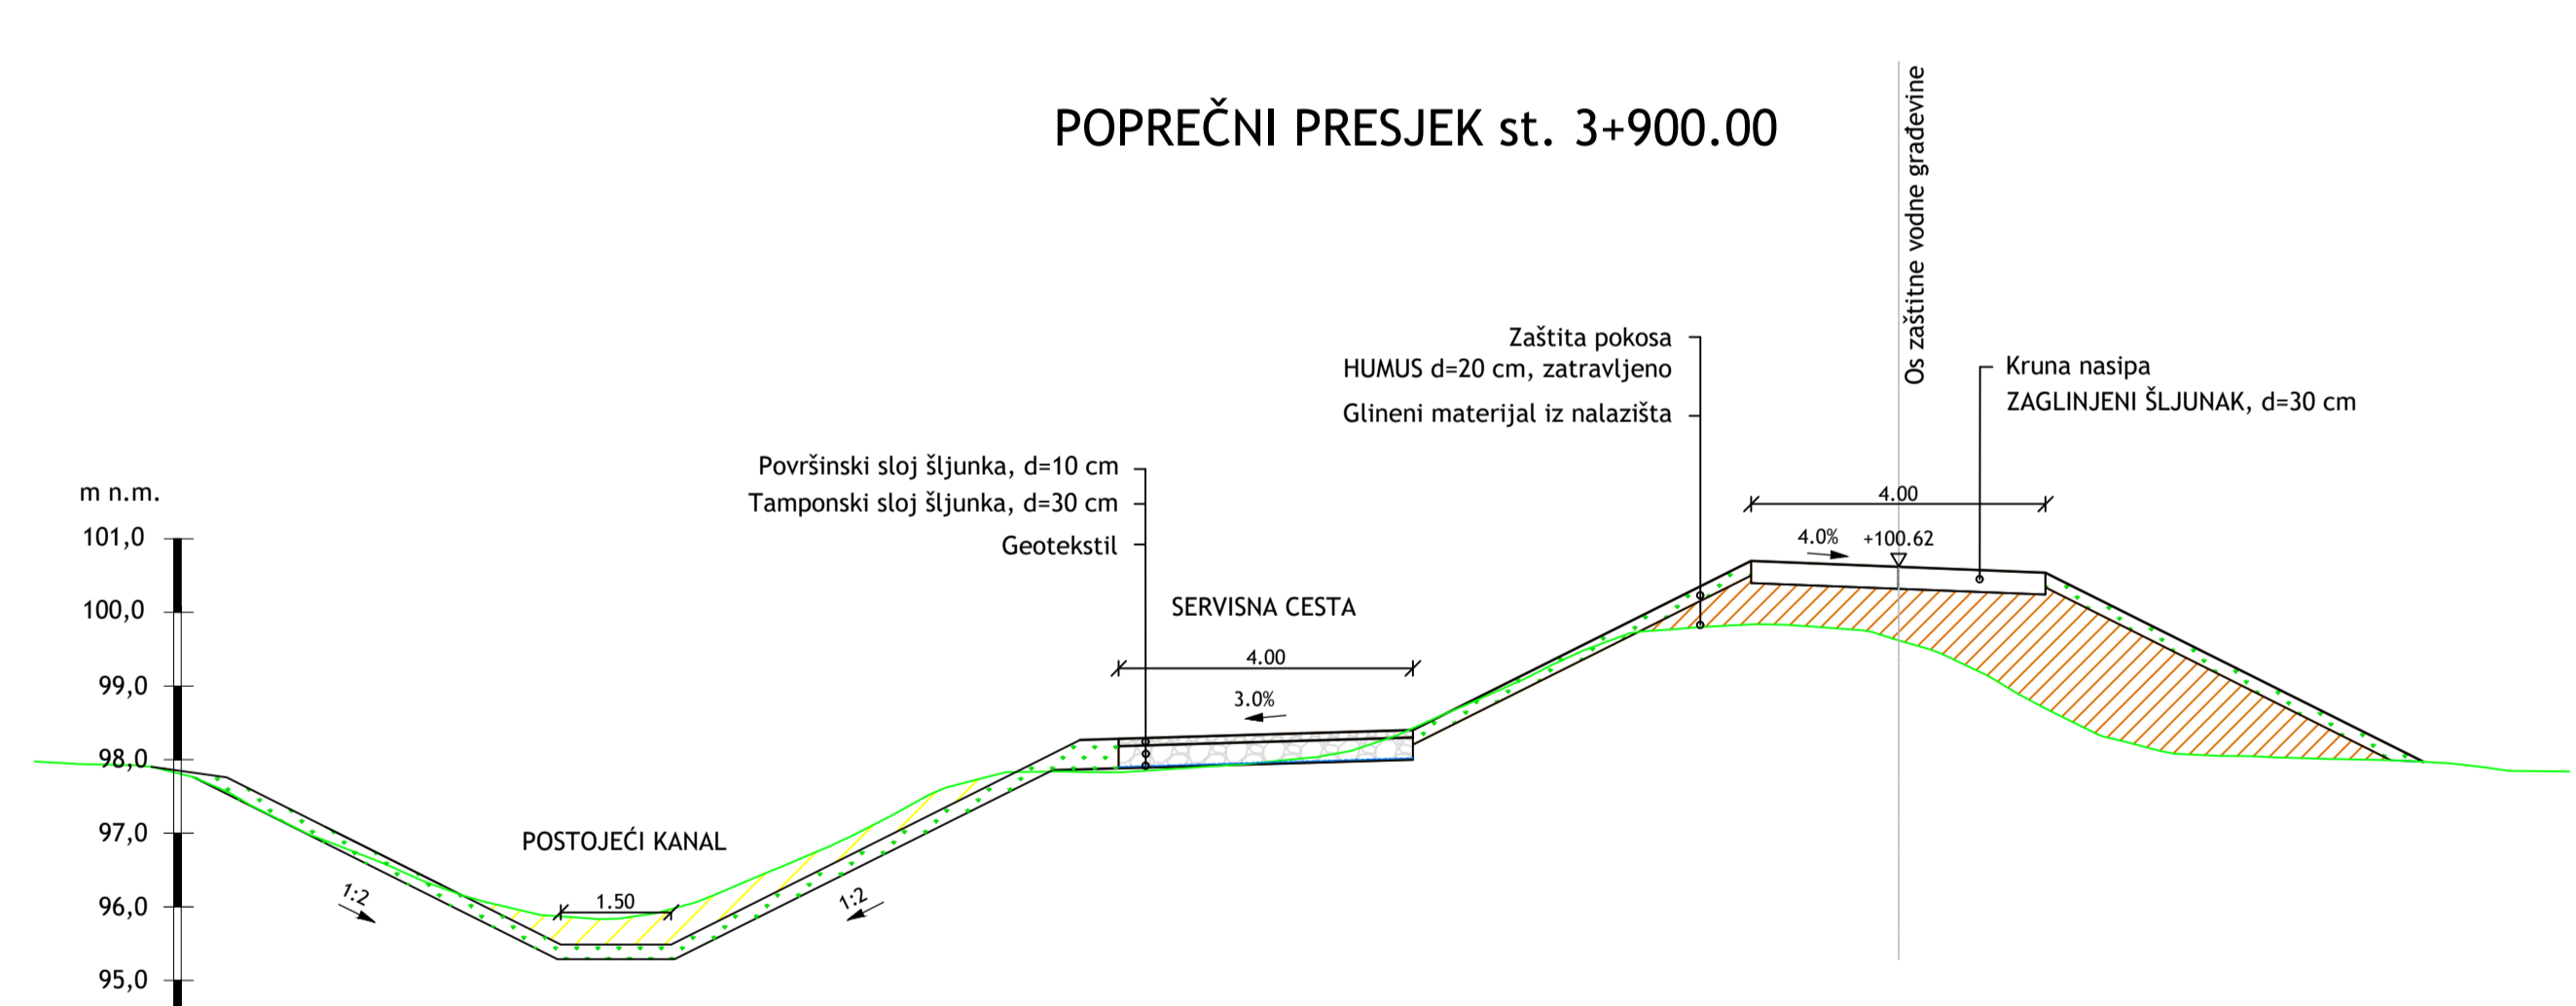 POPREČNI PRESJEK st. 3+900.00
Os zaštitne vodne građevine
Zaštita pokosa
HUMUS d=20 cm, zatravljeno
Glineni materijal iz nalazišta
Kruna nasipa
ZAGLINJENI ŠLJUNAK, d=30 cm
Površinski sloj šljunka, d=10 cm
Tamponski sloj šljunka, d=30 cm
Geotekstil
4.00
4.0%
+100.62
SERVISNA CESTA
4.00
3.0%
POSTOJEĆI KANAL
1.50
1:2
1:2
m n.m.
101,0
100,0
99,0
98,0
97,0
96,0
95,0